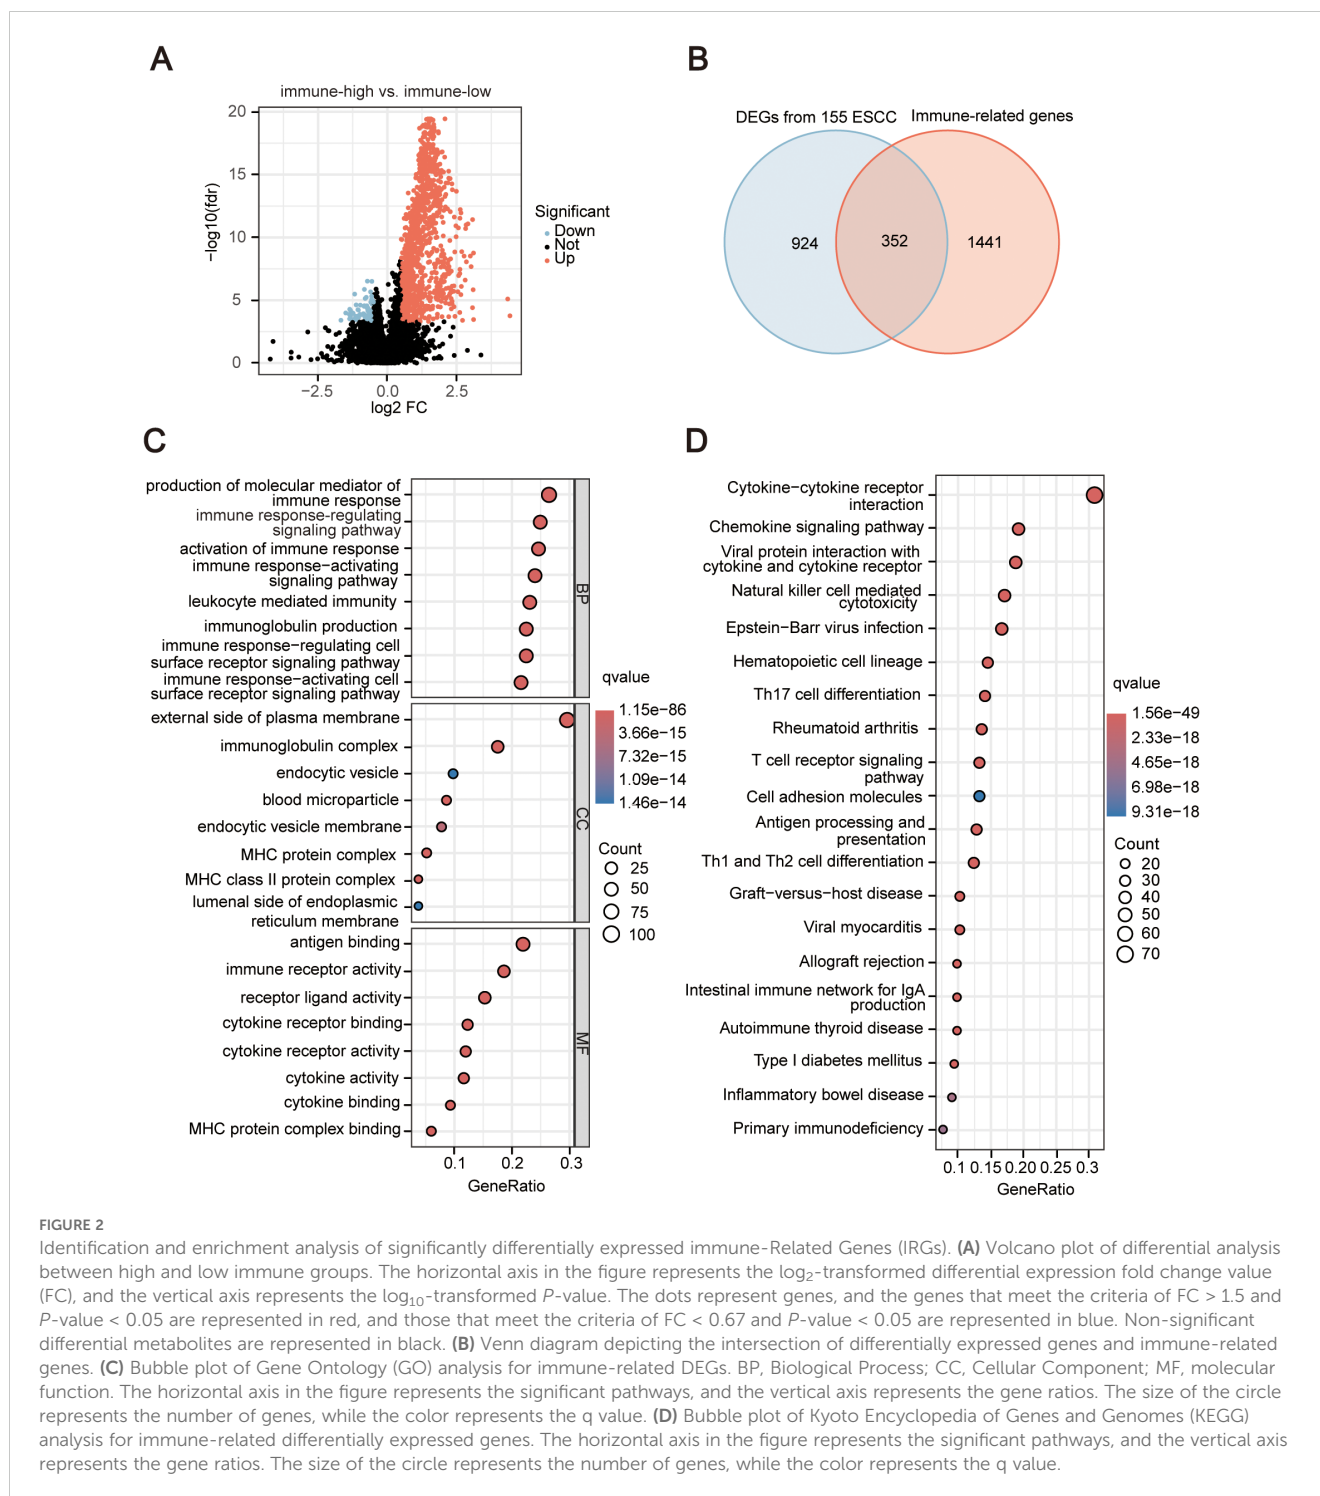 A
immune-high vs. immune-low
20
15
10
5
0
−log10(fdr)
−2.5 0.0 2.5
log2 FC
Significant
Down
Not
Up
B
DEGs from 155 ESCC Immune-related genes
924 352 1441
C
production of molecular mediator of
immune response
immune response-regulating
signaling pathway
activation of immune response
immune response−activating
signaling pathway
leukocyte mediated immunity
immunoglobulin production
immune response−regulating cell
surface receptor signaling pathway
immune response−activating cell
surface receptor signaling pathway
BP
external side of plasma membrane
immunoglobulin complex
endocytic vesicle
blood microparticle
endocytic vesicle membrane
MHC protein complex
MHC class II protein complex
lumenal side of endoplasmic
reticulum membrane
CC
antigen binding
immune receptor activity
receptor ligand activity
cytokine receptor binding
cytokine receptor activity
cytokine activity
cytokine binding
MHC protein complex binding
MF
0.1 0.2 0.3
GeneRatio
qvalue
1.15e−86
3.66e−15
7.32e−15
1.09e−14
1.46e−14
Count
25
50
75
100
D
Cytokine−cytokine receptor
interaction
Chemokine signaling pathway
Viral protein interaction with
cytokine and cytokine receptor
Natural killer cell mediated
cytotoxicity
Epstein−Barr virus infection
Hematopoietic cell lineage
Th17 cell differentiation
Rheumatoid arthritis
T cell receptor signaling
pathway
Cell adhesion molecules
Antigen processing and
presentation
Th1 and Th2 cell differentiation
Graft−versus−host disease
Viral myocarditis
Allograft rejection
Intestinal immune network for IgA
production
Autoimmune thyroid disease
Type I diabetes mellitus
Inflammatory bowel disease
Primary immunodeficiency
0.1 0.15 0.20 0.25 0.3
GeneRatio
qvalue
1.56e−49
2.33e−18
4.65e−18
6.98e−18
9.31e−18
Count
20
30
40
50
60
70
FIGURE 2
Identification and enrichment analysis of significantly differentially expressed immune-Related Genes (IRGs). (A) Volcano plot of differential analysis
between high and low immune groups. The horizontal axis in the figure represents the log2-transformed differential expression fold change value
(FC), and the vertical axis represents the log10-transformed P-value. The dots represent genes, and the genes that meet the criteria of FC > 1.5 and
P-value < 0.05 are represented in red, and those that meet the criteria of FC < 0.67 and P-value < 0.05 are represented in blue. Non-significant
differential metabolites are represented in black. (B) Venn diagram depicting the intersection of differentially expressed genes and immune-related
genes. (C) Bubble plot of Gene Ontology (GO) analysis for immune-related DEGs. BP, Biological Process; CC, Cellular Component; MF, molecular
function. The horizontal axis in the figure represents the significant pathways, and the vertical axis represents the gene ratios. The size of the circle
represents the number of genes, while the color represents the q value. (D) Bubble plot of Kyoto Encyclopedia of Genes and Genomes (KEGG)
analysis for immune-related differentially expressed genes. The horizontal axis in the figure represents the significant pathways, and the vertical axis
represents the gene ratios. The size of the circle represents the number of genes, while the color represents the q value.